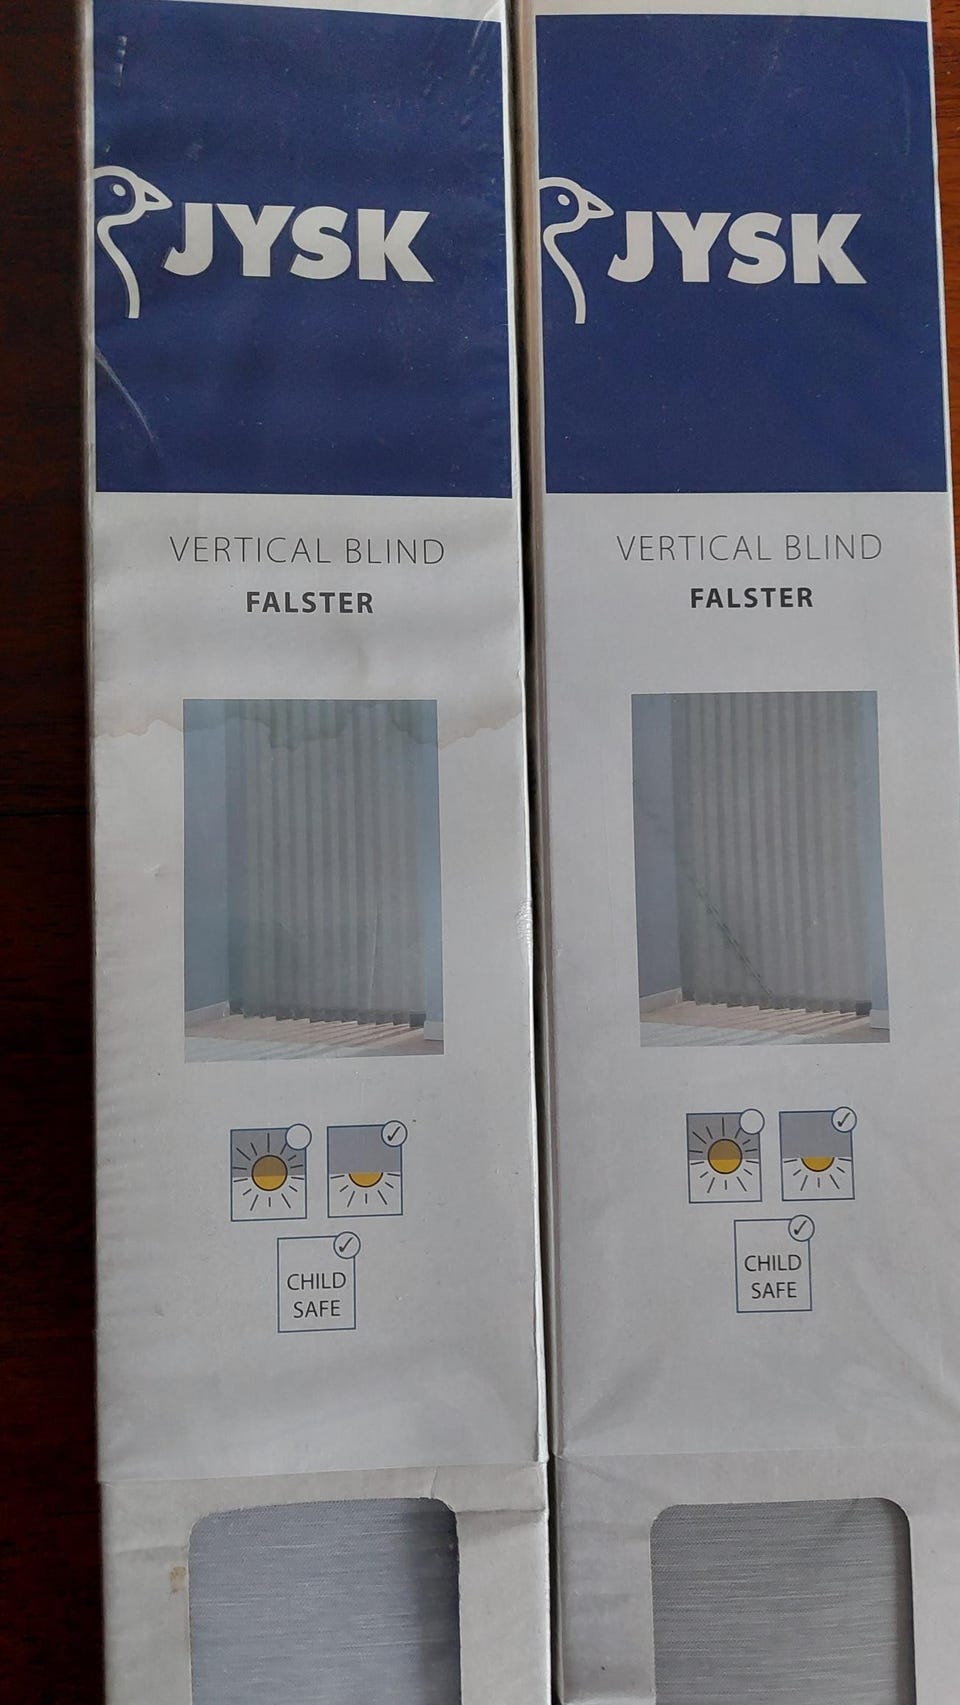 JYSK
VERTICAL BLIND
FALSTER
CHILD
SAFE
JYSK
VERTICAL BLIND
FALSTER
CHILD
SAFE